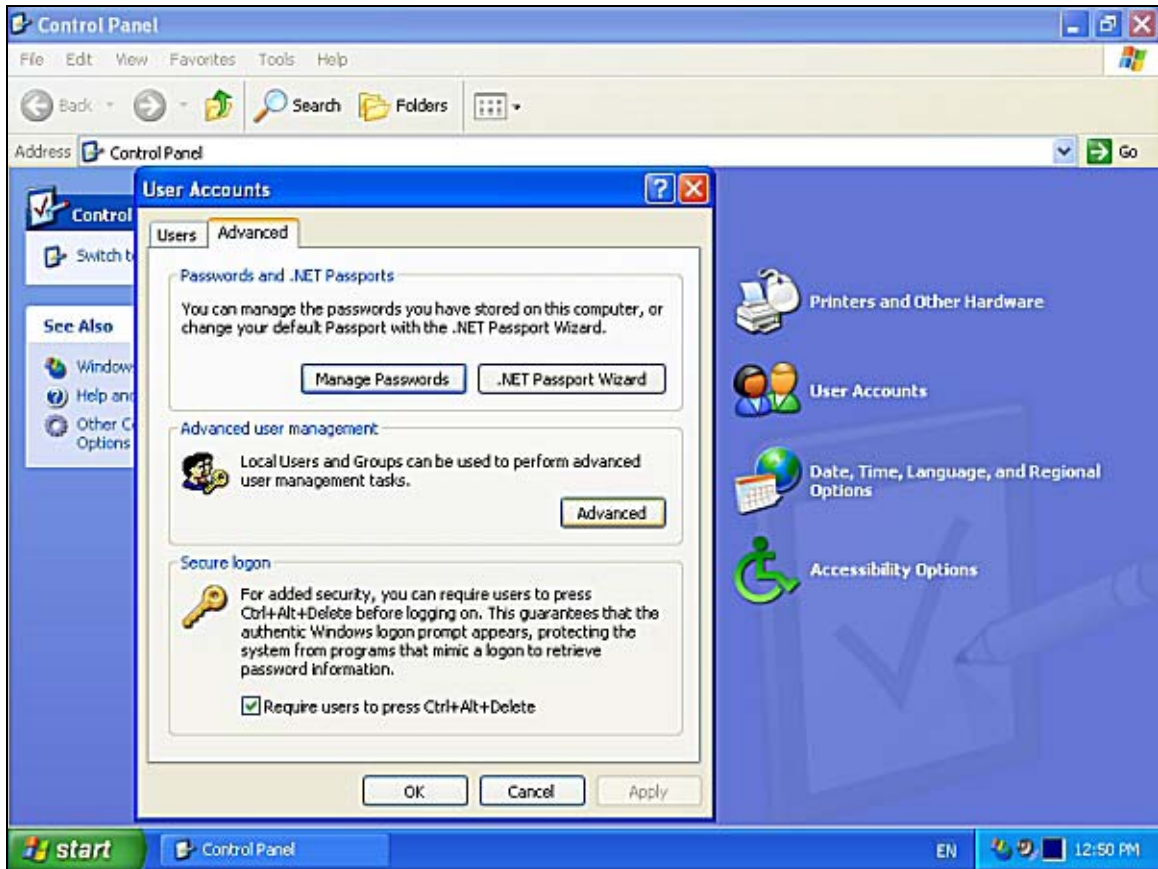 Control Panel
File Edit View Favorites Tools Help
Back Search Folders
Address Control Panel Go
User Accounts
Control
Switch to
See Also
Windows
Help and
Other C
Options
Users Advanced
Passwords and .NET Passports
You can manage the passwords you have stored on this computer, or
change your default Passport with the .NET Passport Wizard.
Manage Passwords .NET Passport Wizard
Advanced user management
Local Users and Groups can be used to perform advanced
user management tasks.
Advanced
Secure logon
For added security, you can require users to press
Ctrl+Alt+Delete before logging on. This guarantees that the
authentic Windows logon prompt appears, protecting the
system from programs that mimic a logon to retrieve
password information.
Require users to press Ctrl+Alt+Delete
OK Cancel Apply
Printers and Other Hardware
User Accounts
Date, Time, Language, and Regional
Options
Accessibility Options
start Control Panel EN 12:50 PM